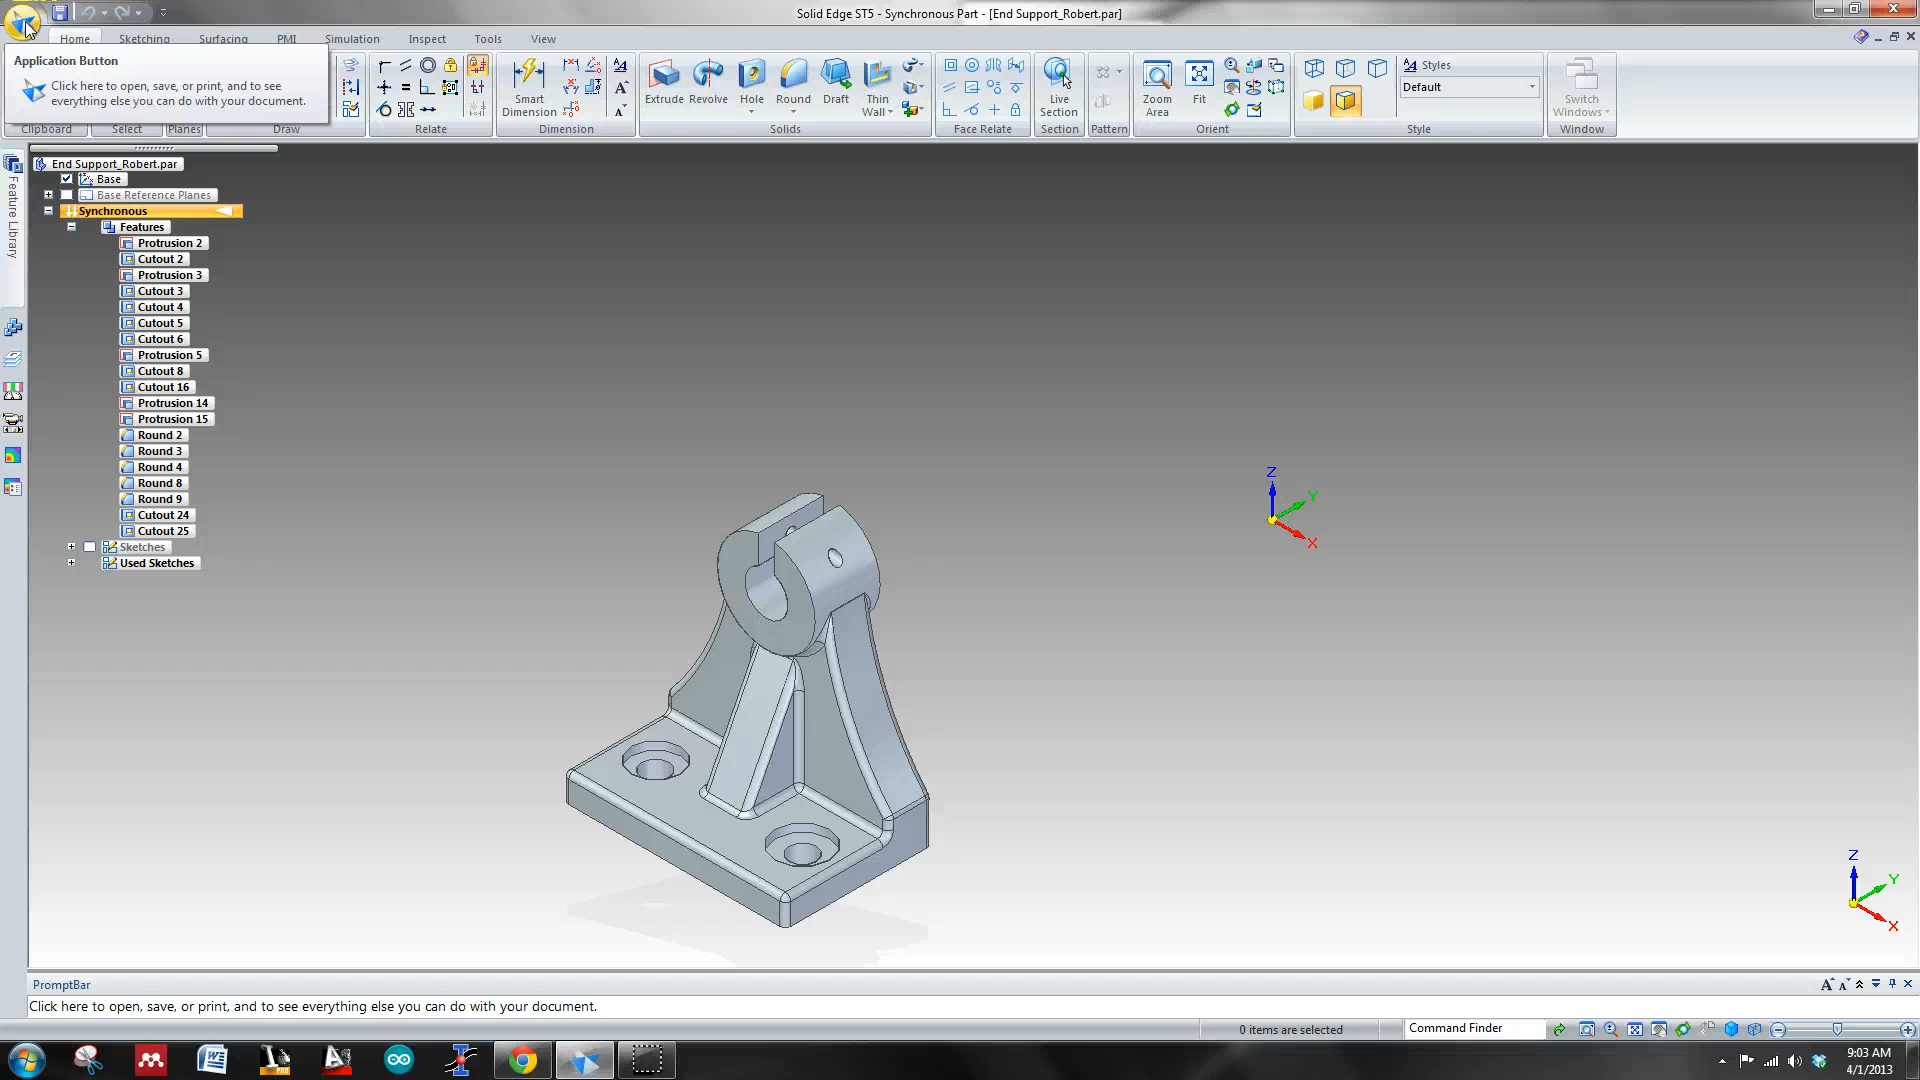 Solid Edge ST5 - Synchronous Part - [End Support_Robert.par]
Home Sketching Surfacing PMI Simulation Inspect Tools View
Application Button
Click here to open, save, or print, and to see
everything else you can do with your document.
Smart
Dimension
Extrude Revolve Hole Round Draft Thin
Wall
Live
Section
Zoom
Area
Fit
Styles
Default
Switch
Windows
Clipboard Select Planes Draw Relate Dimension Solids Face Relate Section Pattern Orient Style Window
Feature Library
End Support_Robert.par
Base
Base Reference Planes
Synchronous
Features
Protrusion 2
Cutout 2
Protrusion 3
Cutout 3
Cutout 4
Cutout 5
Cutout 6
Protrusion 5
Cutout 8
Cutout 16
Protrusion 14
Protrusion 15
Round 2
Round 3
Round 4
Round 8
Round 9
Cutout 24
Cutout 25
Sketches
Used Sketches
Z
Y
X
Z
Y
X
PromptBar
Click here to open, save, or print, and to see everything else you can do with your document.
0 items are selected
Command Finder
9:03 AM
4/1/2013